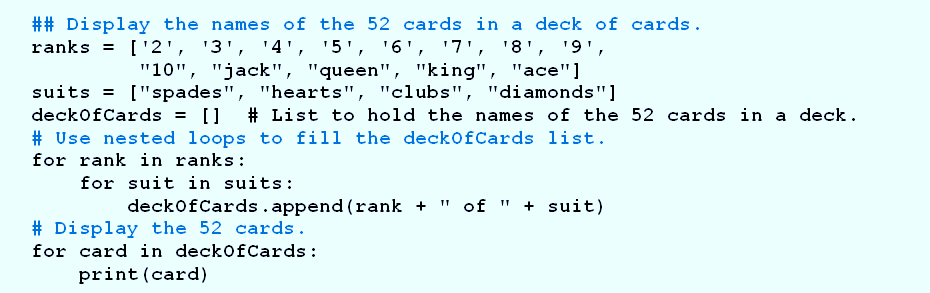 ## Display the names of the 52 cards in a deck of cards.
ranks = ['2', '3', '4', '5', '6', '7', '8', '9',
         "10", "jack", "queen", "king", "ace"]
suits = ["spades", "hearts", "clubs", "diamonds"]
deckOfCards = []  # List to hold the names of the 52 cards in a deck.
# Use nested loops to fill the deckOfCards list.
for rank in ranks:
    for suit in suits:
        deckOfCards.append(rank + " of " + suit)
# Display the 52 cards.
for card in deckOfCards:
    print(card)